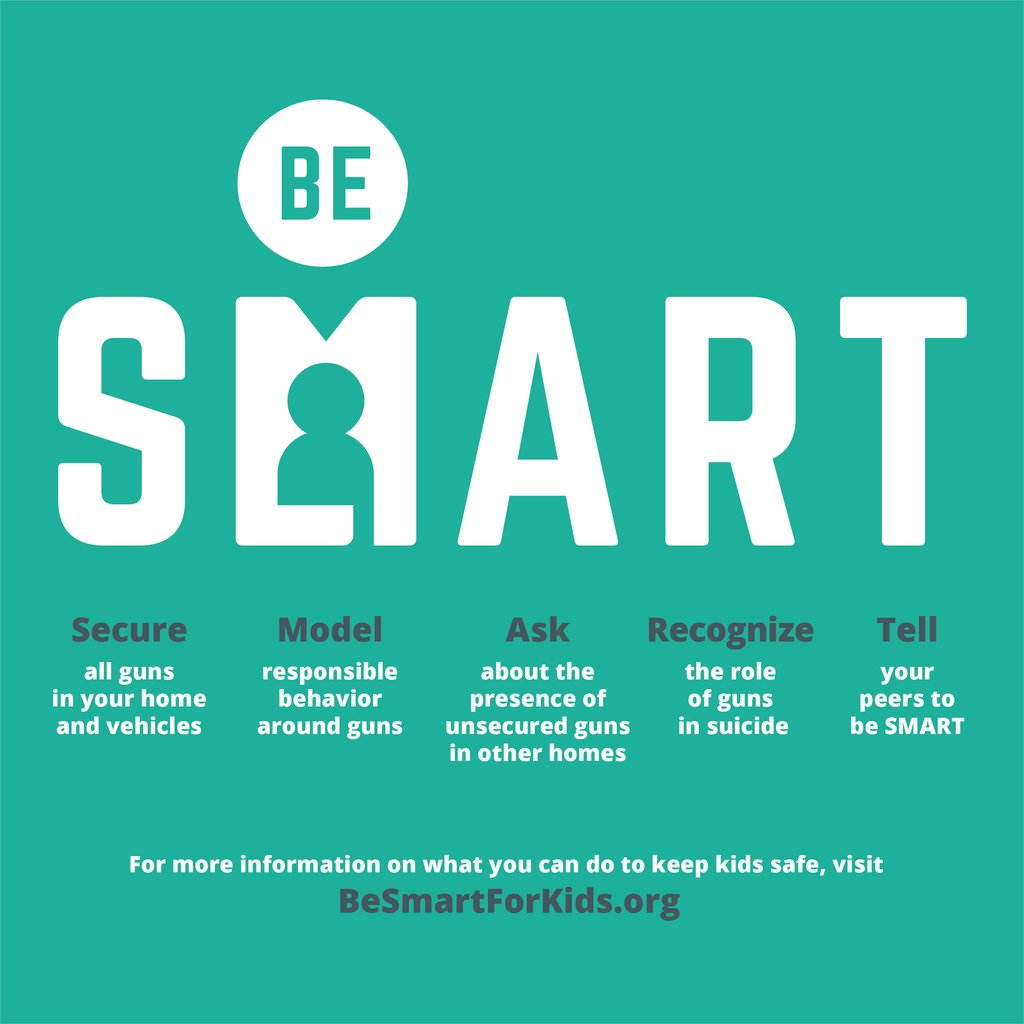 BE
SMART
Secure
all guns
in your home
and vehicles
Model
responsible
behavior
around guns
Ask
about the
presence of
unsecured guns
in other homes
Recognize
the role
of guns
in suicide
Tell
your
peers to
be SMART
For more information on what you can do to keep kids safe, visit
BeSmartForKids.org